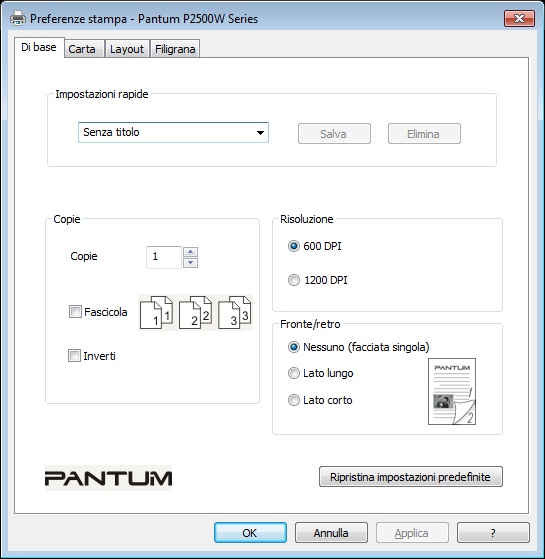 Preferenze stampa - Pantum P2500W Series
Di base Carta Layout Filigrana
Impostazioni rapide
Senza titolo Salva Elimina
Copie
Copie 1
Fascicola 1 1 2 2 3 3
Inverti
Risoluzione
600 DPI
1200 DPI
Fronte/retro
Nessuno (facciata singola)
Lato lungo
Lato corto
PANTUM
1
2
PANTUM
Ripristina impostazioni predefinite
OK Annulla Applica ?